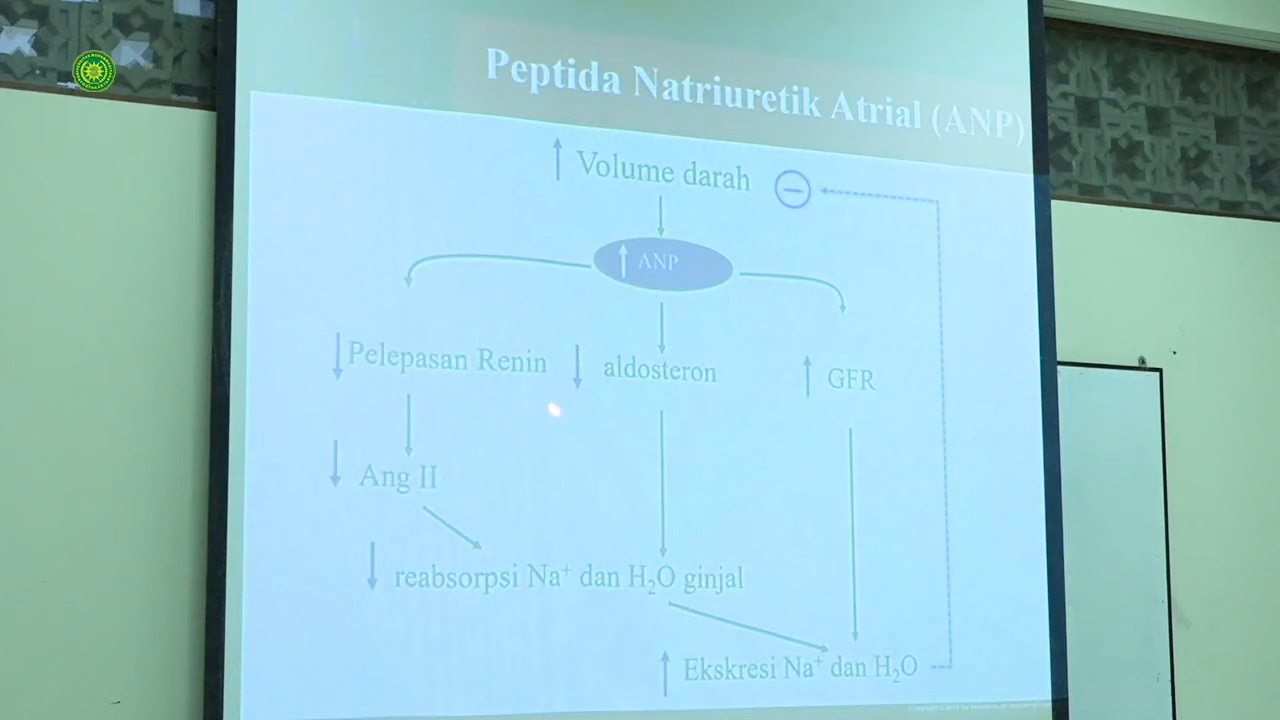 Peptida Natriuretik Atrial (ANP)
↑ Volume darah −
↑ ANP
↓ Pelepasan Renin ↓ aldosteron ↑ GFR
↓ Ang II
↓ reabsorpsi Na⁺ dan H₂O ginjal
↑ Ekskresi Na⁺ dan H₂O